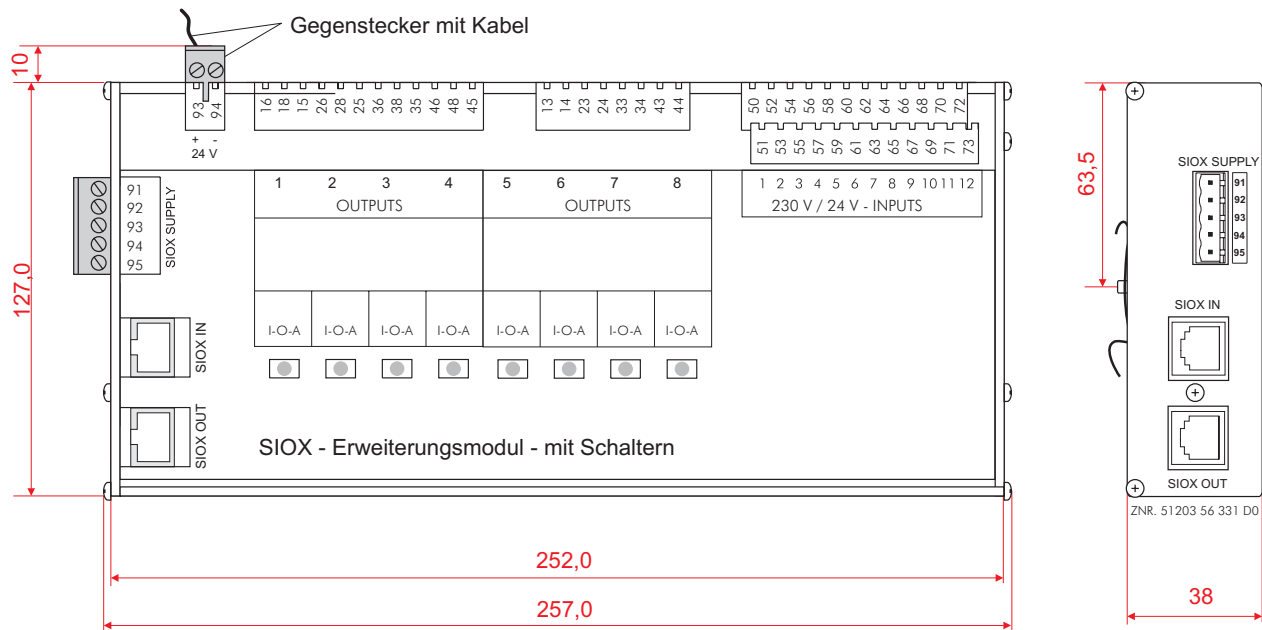 Gegenstecker mit Kabel
10
93 94
+ -
24 V
16 18 15 26 28 25 36 38 35 46 48 45
13 14 23 24 33 34 43 44
50 52 54 56 58 60 62 64 66 68 70 72
51 53 55 57 59 61 63 65 67 69 71 73
1 2 3 4 5 6 7 8
OUTPUTS OUTPUTS
1 2 3 4 5 6 7 8 9 10 11 12
230 V / 24 V - INPUTS
91
92
93
94
95
SIOX SUPPLY
127,0
I-O-A I-O-A I-O-A I-O-A I-O-A I-O-A I-O-A I-O-A
SIOX IN
SIOX OUT
SIOX - Erweiterungsmodul - mit Schaltern
252,0
257,0
63,5
SIOX SUPPLY
91
92
93
94
95
SIOX IN
SIOX OUT
ZNR. 51203 56 331 D0
38